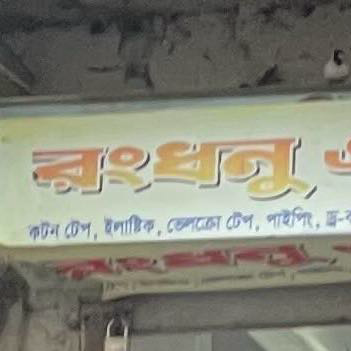 রংধনু
কটন টেপ, ইলাষ্টিক, ভেলক্রো টেপ, পাইপিং, ড্র-